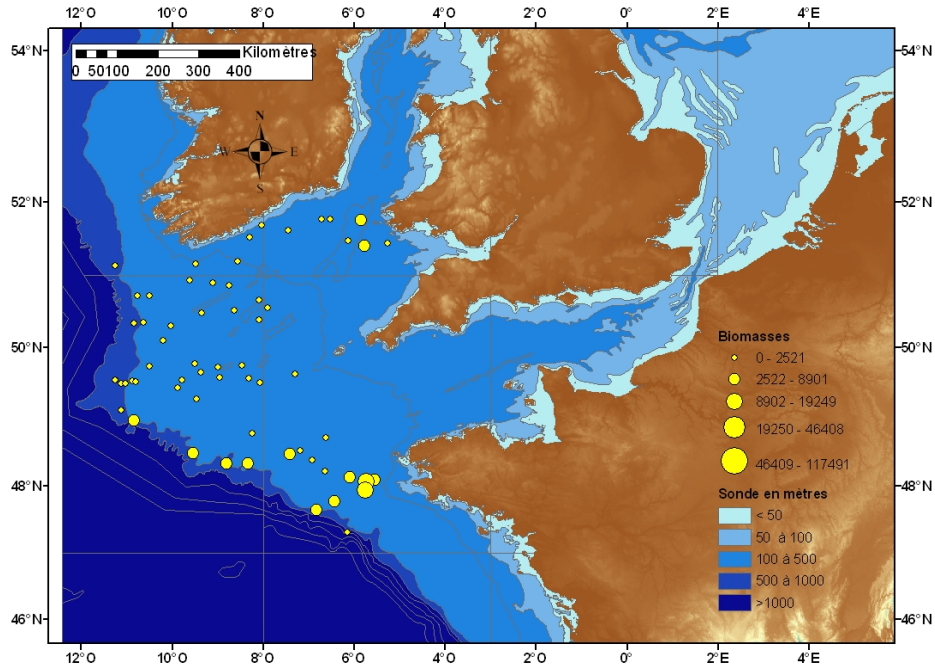 12°O 10°O 8°O 6°O 4°O 2°O 0° 2°E 4°E
54°N 54°N
Kilomètres
0 50 100 200 300 400
N
W E
S
52°N 52°N
50°N 50°N
Biomasses
0 - 2521
2522 - 8901
8902 - 19249
19250 - 46408
46409 - 117491
48°N 48°N
Sonde en mètres
< 50
50 à 100
100 à 500
500 à 1000
>1000
46°N 46°N
12°O 10°O 8°O 6°O 4°O 2°O 0° 2°E 4°E